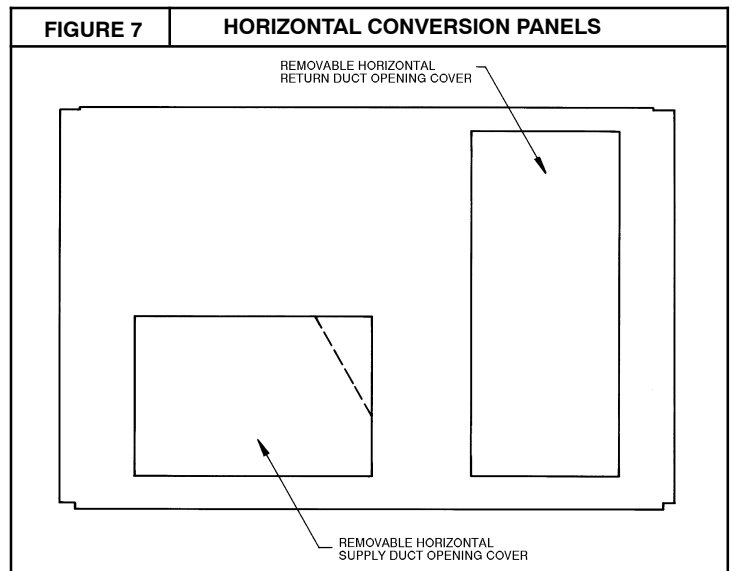 FIGURE 7
HORIZONTAL CONVERSION PANELS
REMOVABLE HORIZONTAL
RETURN DUCT OPENING COVER
REMOVABLE HORIZONTAL
SUPPLY DUCT OPENING COVER